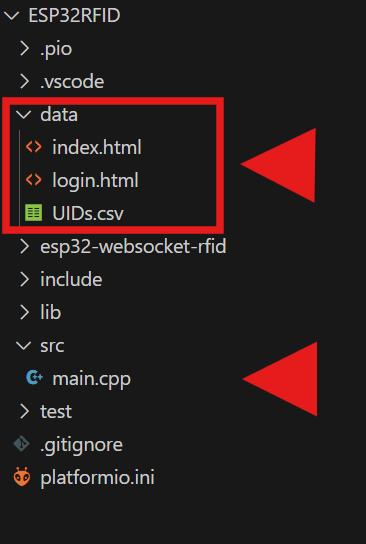 ESP32RFID
.pio
.vscode
data
index.html
login.html
UIDs.csv
esp32-websocket-rfid
include
lib
src
main.cpp
test
.gitignore
platformio.ini